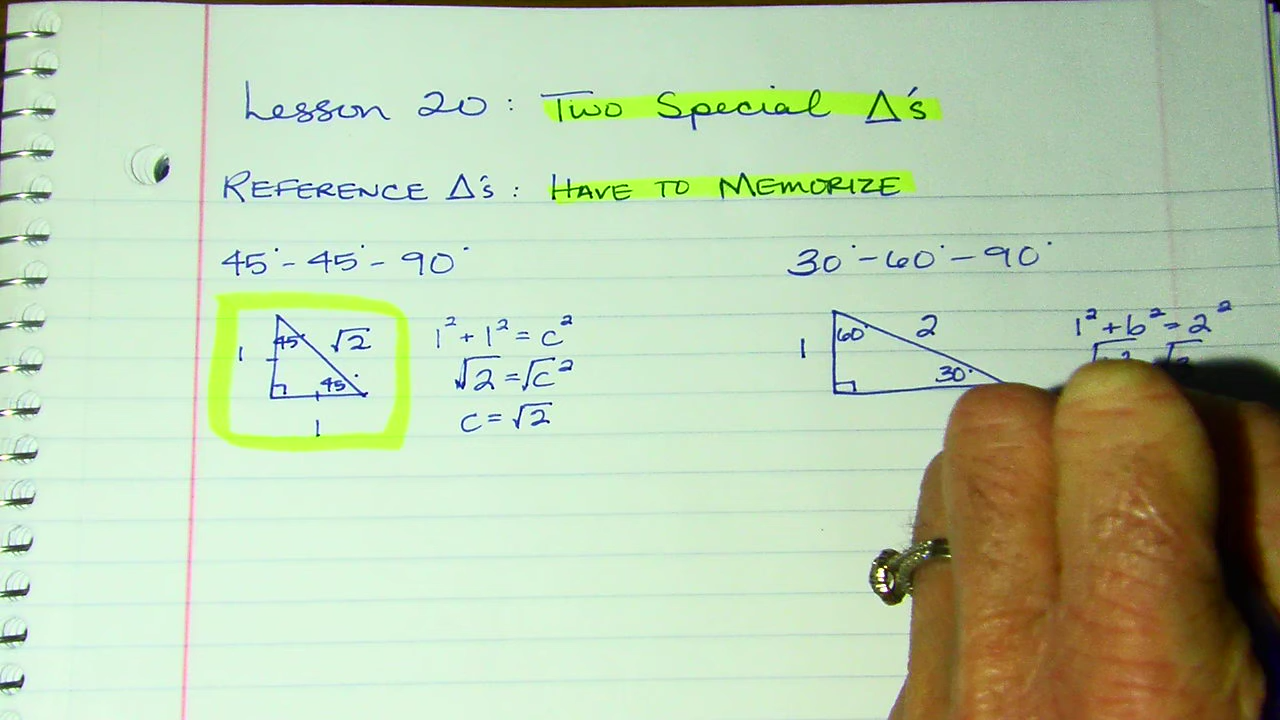 Lesson 20: Two Special Δ's
REFERENCE Δ's: HAVE TO MEMORIZE
45°-45°-90°
1
45°
√2
45°
1
1² + 1² = c²
√2 = √c²
c = √2
30°-60°-90°
1
60°
2
30°
1² + b² = 2²